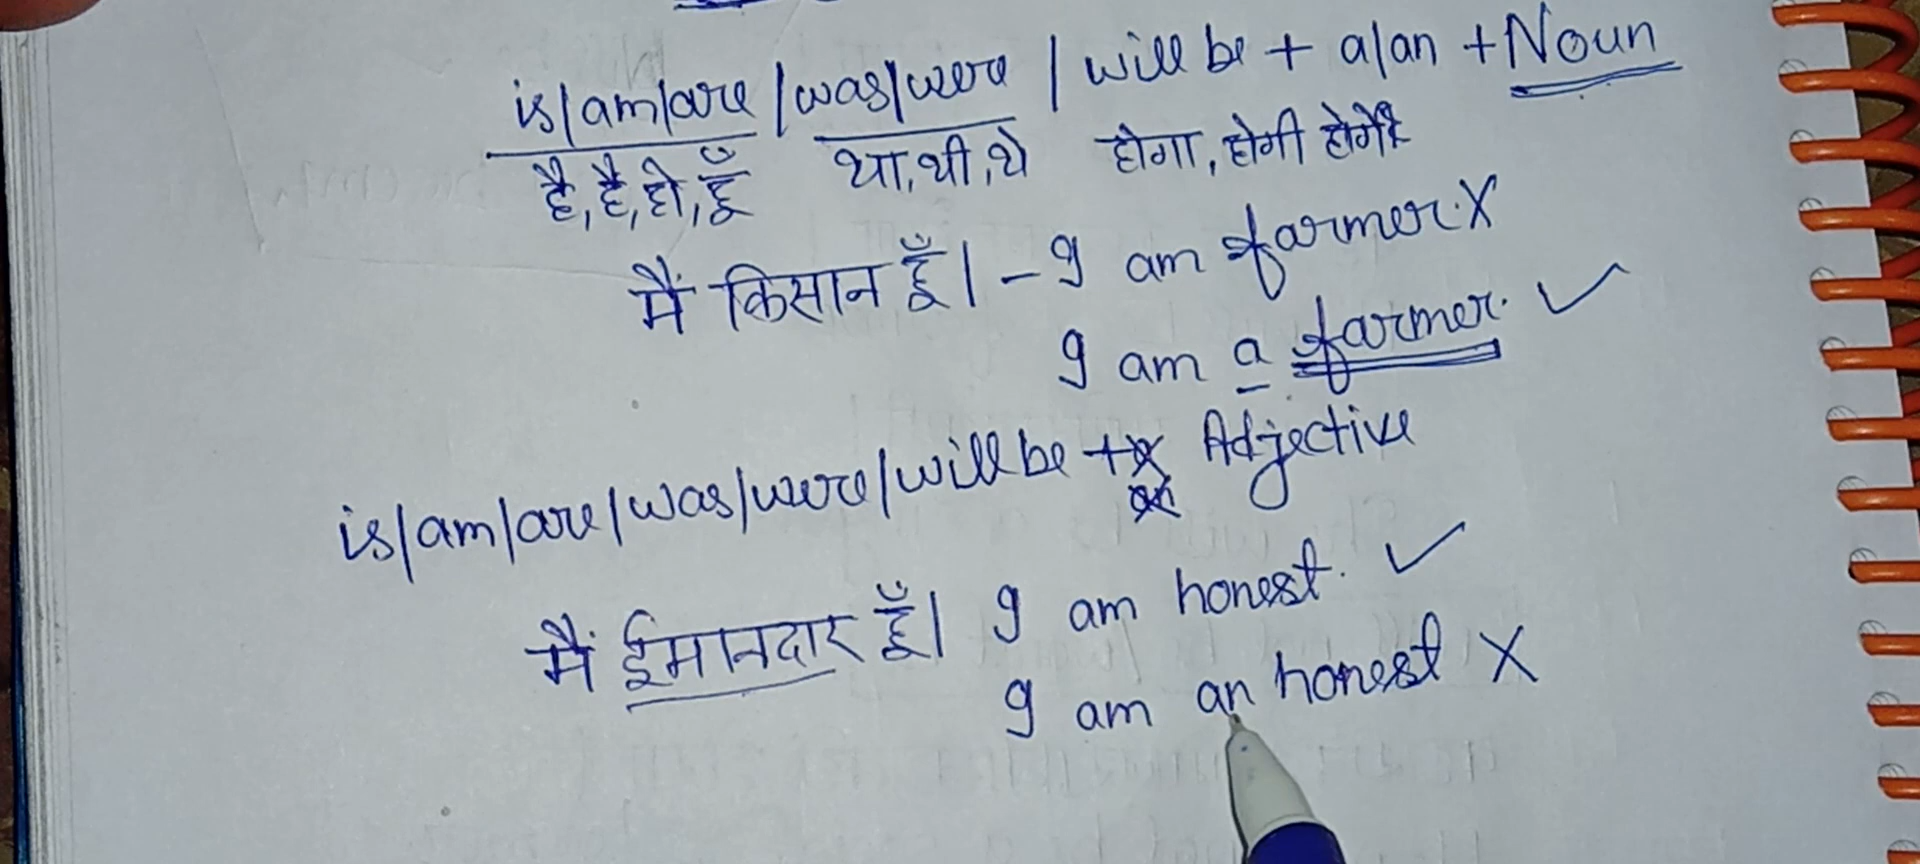 is/am/are/was/were/will be + a/an + Noun
है, है, हो, हूँ था, थी, थे होगा, होगी होगें
मैं किसान हूँ। - I am farmer. X
I am a farmer. ✓
is/am/are/was/were/will be + Adjective
मैं ईमानदार हूँ। I am honest. ✓
I am an honest X